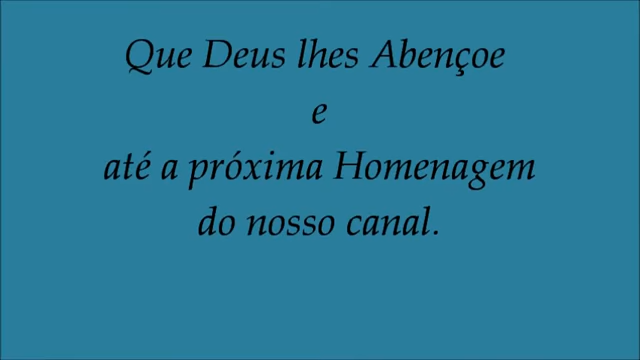 Que Deus lhes Abençoe
e
até a próxima Homenagem
do nosso canal.